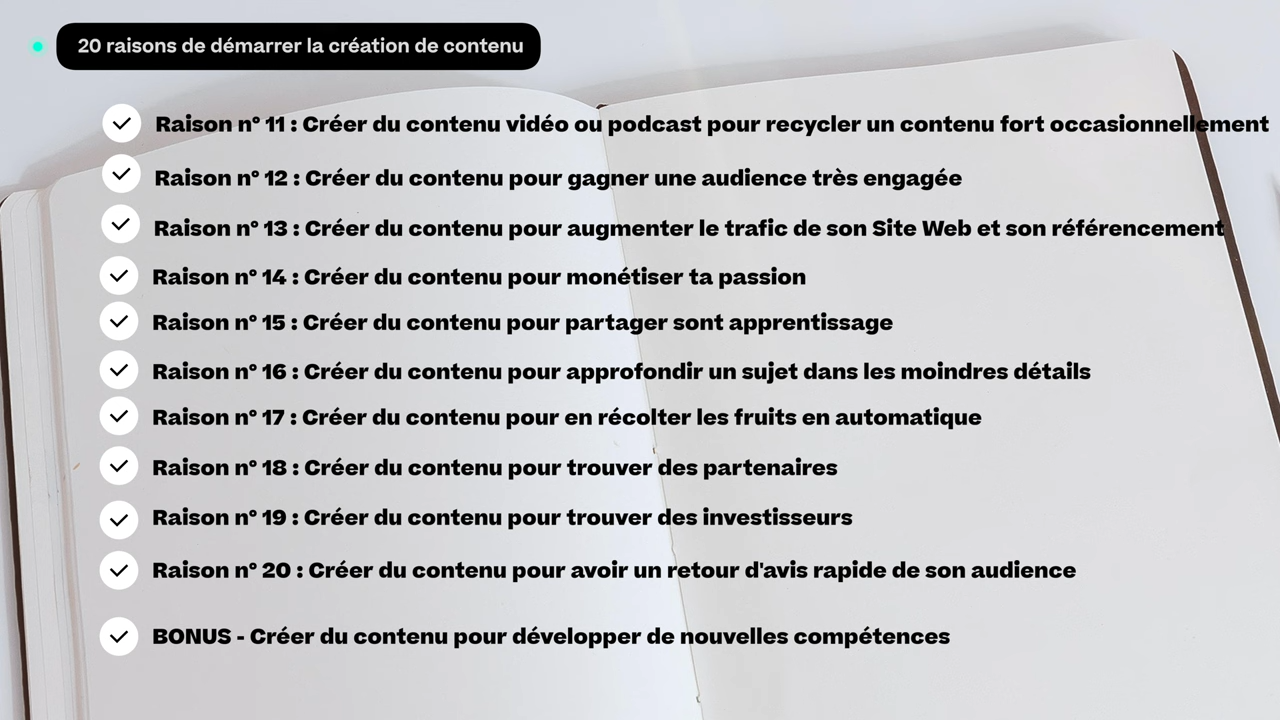 20 raisons de démarrer la création de contenu
Raison n° 11 : Créer du contenu vidéo ou podcast pour recycler un contenu fort occasionnellement
Raison n° 12 : Créer du contenu pour gagner une audience très engagée
Raison n° 13 : Créer du contenu pour augmenter le trafic de son Site Web et son référencement
Raison n° 14 : Créer du contenu pour monétiser ta passion
Raison n° 15 : Créer du contenu pour partager sont apprentissage
Raison n° 16 : Créer du contenu pour approfondir un sujet dans les moindres détails
Raison n° 17 : Créer du contenu pour en récolter les fruits en automatique
Raison n° 18 : Créer du contenu pour trouver des partenaires
Raison n° 19 : Créer du contenu pour trouver des investisseurs
Raison n° 20 : Créer du contenu pour avoir un retour d'avis rapide de son audience
BONUS - Créer du contenu pour développer de nouvelles compétences